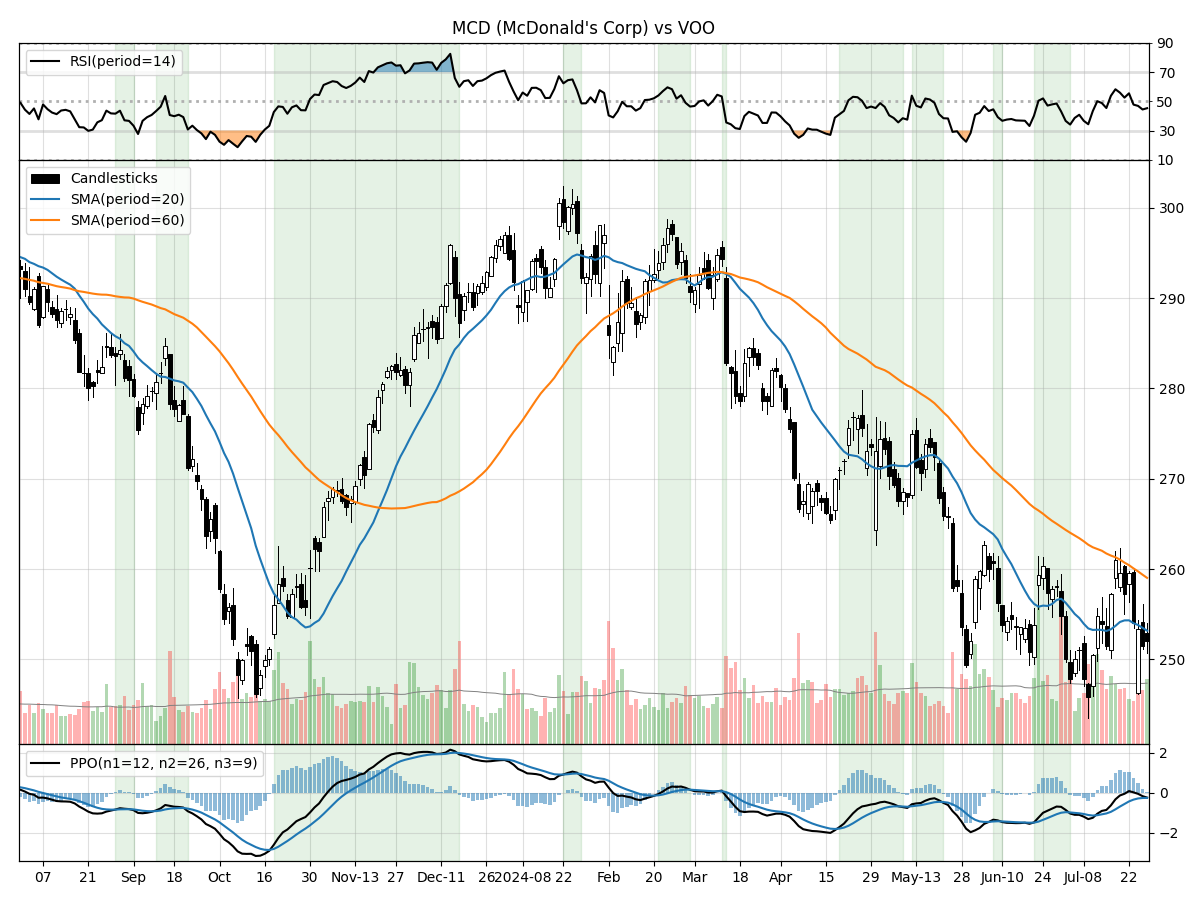 MCD (McDonald's Corp) vs VOO
RSI(period=14)
90
70
50
30
10
Candlesticks
SMA(period=20)
SMA(period=60)
300
290
280
270
260
250
PPO(n1=12, n2=26, n3=9)
2
0
−2
07 21 Sep 18 Oct 16 30 Nov-13 27 Dec-11 26 2024-08 22 Feb 20 Mar 18 Apr 15 29 May-13 28 Jun-10 24 Jul-08 22